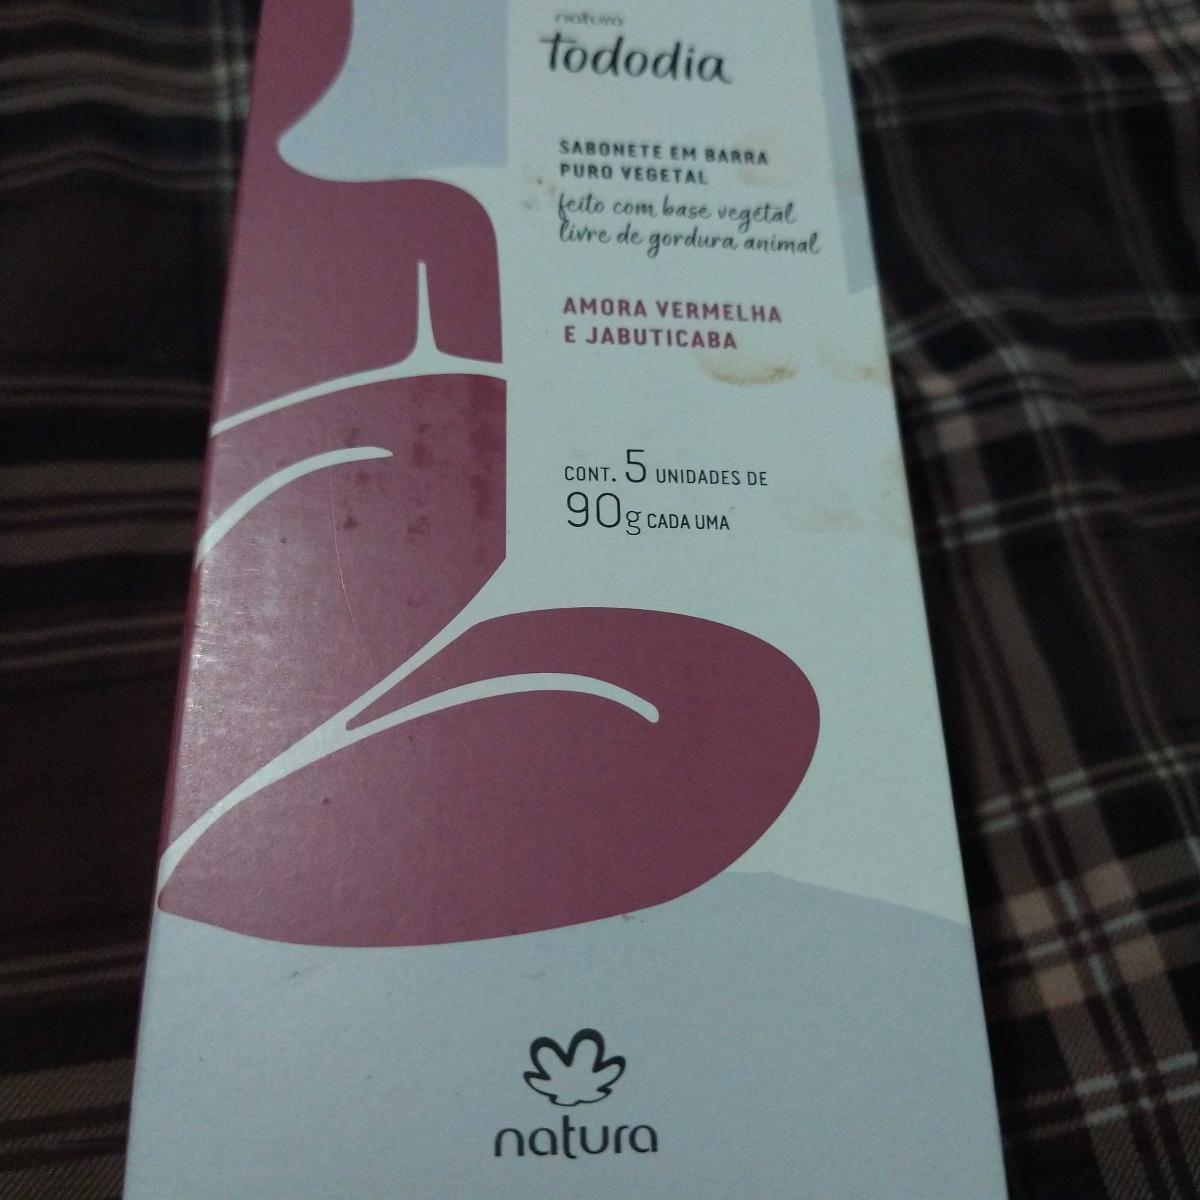 natura
tododia
SABONETE EM BARRA
PURO VEGETAL
feito com base vegetal
livre de gordura animal
AMORA VERMELHA
E JABUTICABA
CONT. 5 UNIDADES DE
90g CADA UMA
natura